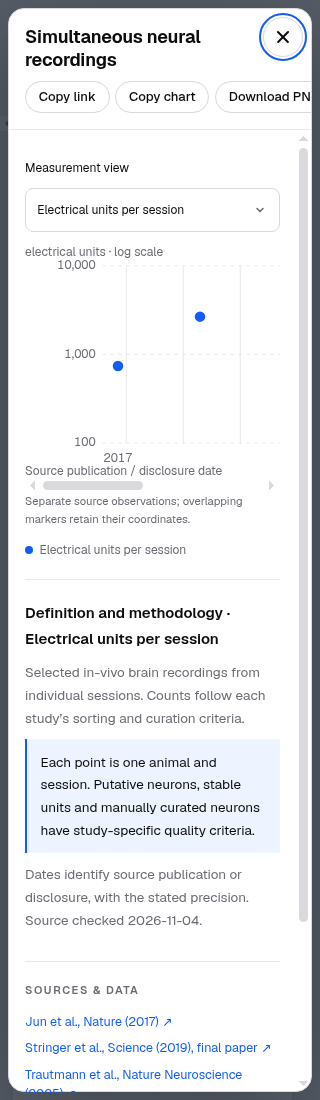 Simultaneous neural
recordings
Copy link
Copy chart
Download PN
Measurement view
Electrical units per session
electrical units · log scale
10,000
1,000
100
2017
Source publication / disclosure date
Separate source observations; overlapping
markers retain their coordinates.
Electrical units per session
Definition and methodology ·
Electrical units per session
Selected in-vivo brain recordings from
individual sessions. Counts follow each
study's sorting and curation criteria.
Each point is one animal and
session. Putative neurons, stable
units and manually curated neurons
have study-specific quality criteria.
Dates identify source publication or
disclosure, with the stated precision.
Source checked 2026-11-04.
SOURCES & DATA
Jun et al., Nature (2017) ↗
Stringer et al., Science (2019), final paper ↗
Trautmann et al., Nature Neuroscience
(2025) ↗